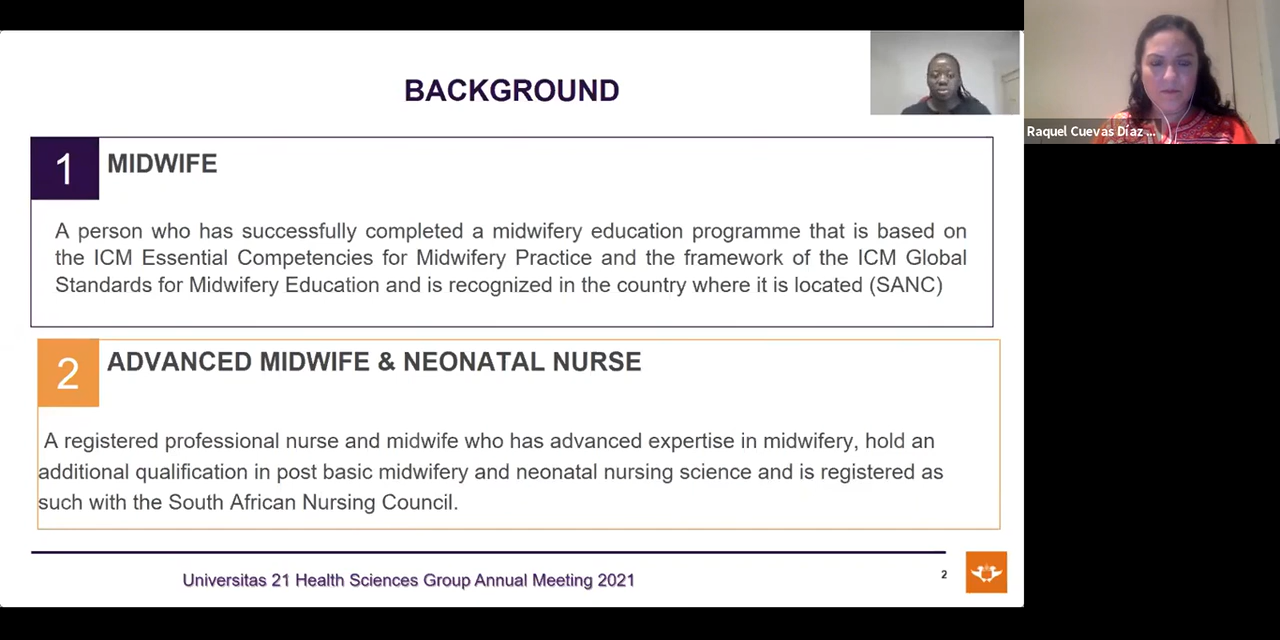 BACKGROUND
1
MIDWIFE
A person who has successfully completed a midwifery education programme that is based on
the ICM Essential Competencies for Midwifery Practice and the framework of the ICM Global
Standards for Midwifery Education and is recognized in the country where it is located (SANC)
2
ADVANCED MIDWIFE & NEONATAL NURSE
A registered professional nurse and midwife who has advanced expertise in midwifery, hold an
additional qualification in post basic midwifery and neonatal nursing science and is registered as
such with the South African Nursing Council.
Universitas 21 Health Sciences Group Annual Meeting 2021
2
Raquel Cuevas Díaz ...